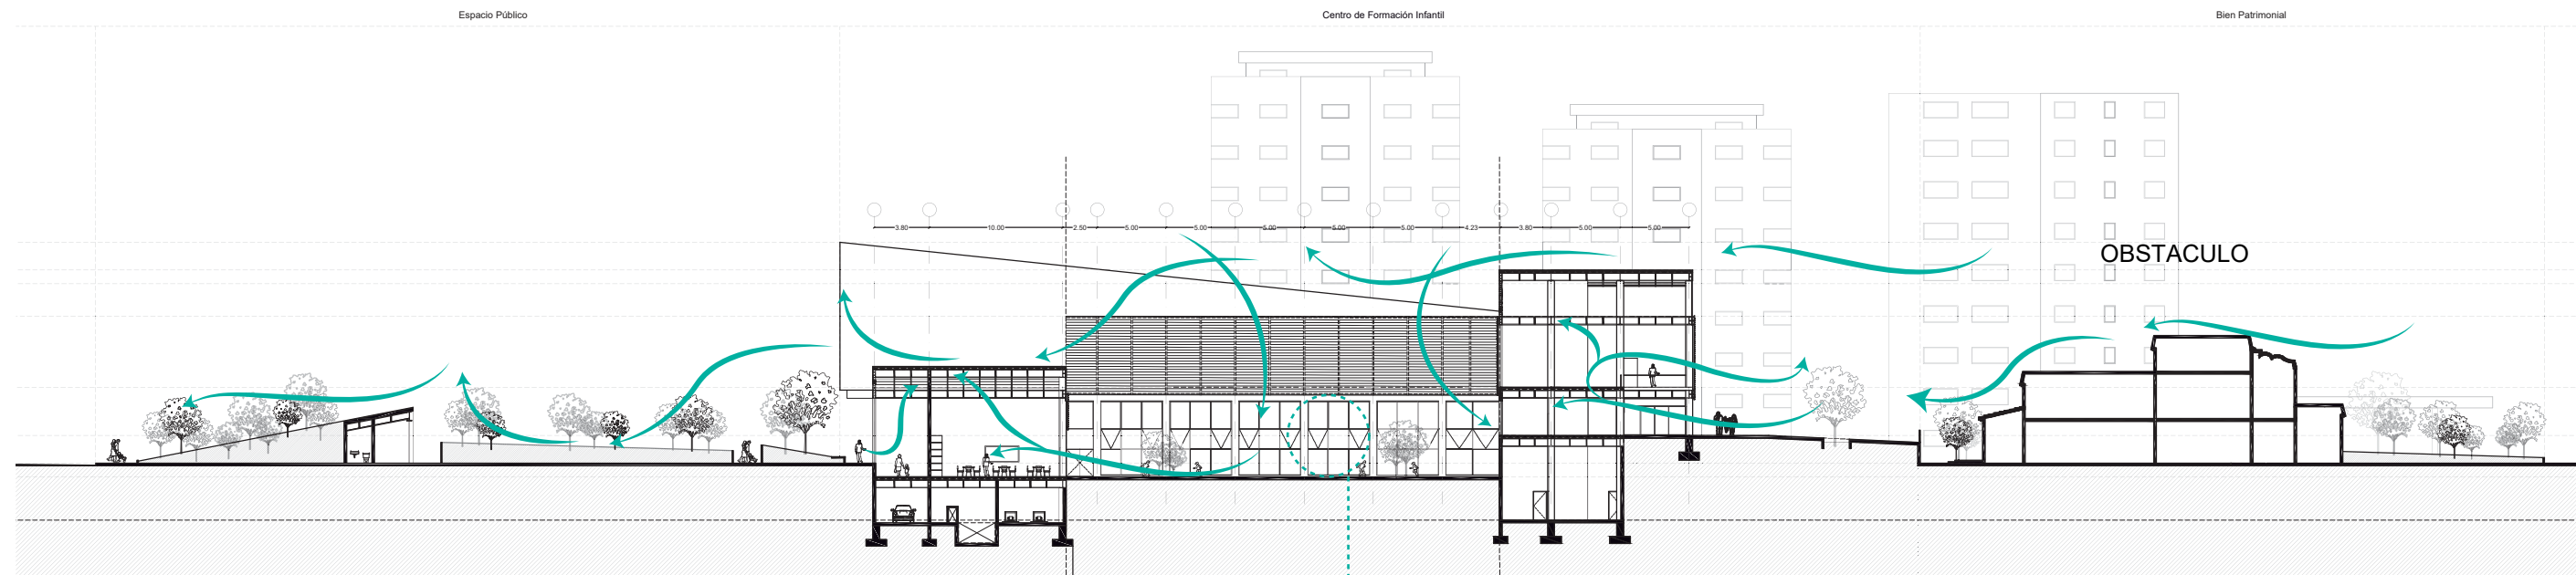 Espacio Público
Centro de Formación Infantil
Bien Patrimonial
3.80 10.00 2.50 5.00 5.00 5.00 5.00 5.00 4.23 3.80 5.00 5.00
OBSTACULO